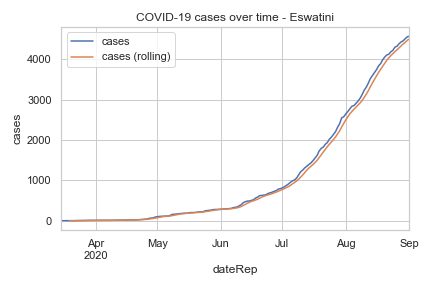 COVID-19 cases over time - Eswatini
cases
cases (rolling)
4000
3000
2000
1000
0
cases
Apr
2020
May
Jun
Jul
Aug
Sep
dateRep